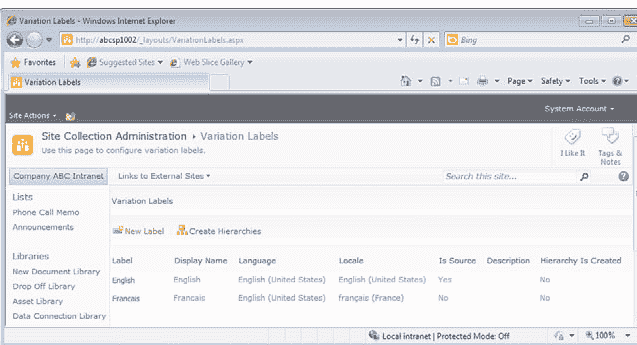 Variation Labels - Windows Internet Explorer
http://abcsp1002/_layouts/VariationLabels.aspx
Bing
Favorites Suggested Sites Web Slice Gallery
Variation Labels
Page Safety Tools
System Account
Site Actions
Site Collection Administration Variation Labels
Use this page to configure variation labels.
I Like It Tags & Notes
Company ABC Intranet Links to External Sites Search this site...
Lists
Variation Labels
Phone Call Memo
Announcements
New Label Create Hierarchies
Libraries
Label Display Name Language Locale Is Source Description Hierarchy Is Created
New Document Library
English English English (United States) English (United States) Yes No
Drop Off Library
Francais Francais English (United States) français (France) No No
Asset Library
Data Connection Library
Local intranet | Protected Mode: Off 100%